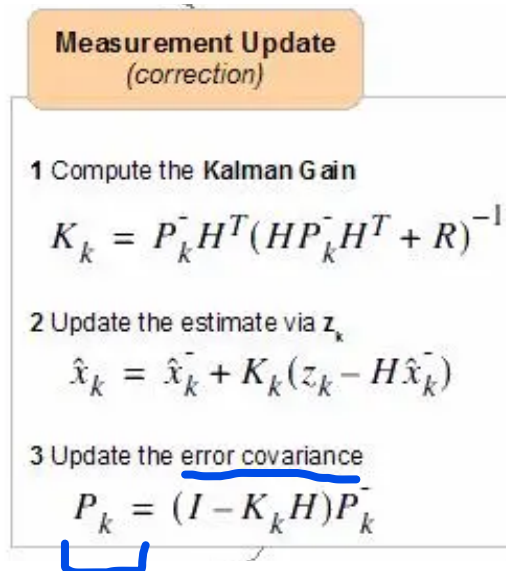 Measurement Update
(correction)
1 Compute the Kalman Gain
K_k = P_k^- H^T (H P_k^- H^T + R)^{-1}
2 Update the estimate via z_k
x̂_k = x̂_k^- + K_k (z_k – H x̂_k^-)
3 Update the error covariance
P_k = (I – K_k H) P_k^-